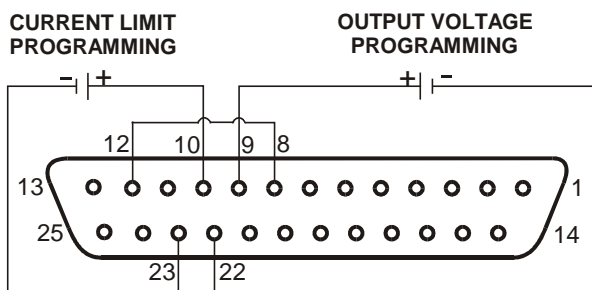 CURRENT LIMIT
PROGRAMMING
OUTPUT VOLTAGE
PROGRAMMING
– +
+ –
12 10 9 8
13 1
25 14
23 22